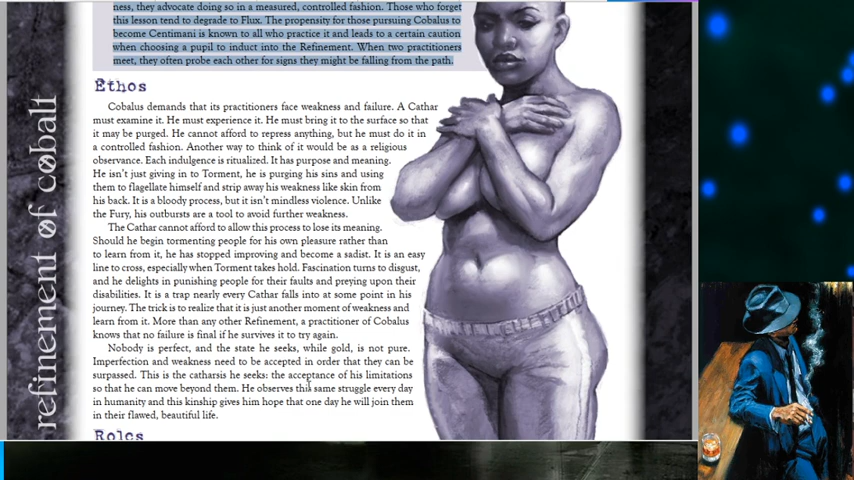 ness, they advocate doing so in a measured, controlled fashion. Those who forget
this lesson tend to degrade to Flux. The propensity for those pursuing Cobalus to
become Centimani is known to all who practice it and leads to a certain caution
when choosing a pupil to induct into the Refinement. When two practitioners
meet, they often probe each other for signs they might be falling from the path.
Ethos
Cobalus demands that its practitioners face weakness and failure. A Cathar
must examine it. He must experience it. He must bring it to the surface so that
it may be purged. He cannot afford to repress anything, but he must do it in
a controlled fashion. Another way to think of it would be as a religious
observance. Each indulgence is ritualized. It has purpose and meaning.
He isn't just giving in to Torment, he is purging his sins and using
them to flagellate himself and strip away his weakness like skin from
his back. It is a bloody process, but it isn't mindless violence. Unlike
the Fury, his outbursts are a tool to avoid further weakness.
The Cathar cannot afford to allow this process to lose its meaning.
Should he begin tormenting people for his own pleasure rather than
to learn from it, he has stopped improving and become a sadist. It is an easy
line to cross, especially when Torment takes hold. Fascination turns to disgust,
and he delights in punishing people for their faults and preying upon their
disabilities. It is a trap nearly every Cathar falls into at some point in his
journey. The trick is to realize that it is just another moment of weakness and
learn from it. More than any other Refinement, a practitioner of Cobalus
knows that no failure is final if he survives it to try again.
Nobody is perfect, and the state he seeks, while gold, is not pure.
Imperfection and weakness need to be accepted in order that they can be
surpassed. This is the catharsis he seeks: the acceptance of his limitations
so that he can move beyond them. He observes this same struggle every day
in humanity and this kinship gives him hope that one day he will join them
in their flawed, beautiful life.
Roles
refinement of cobalt